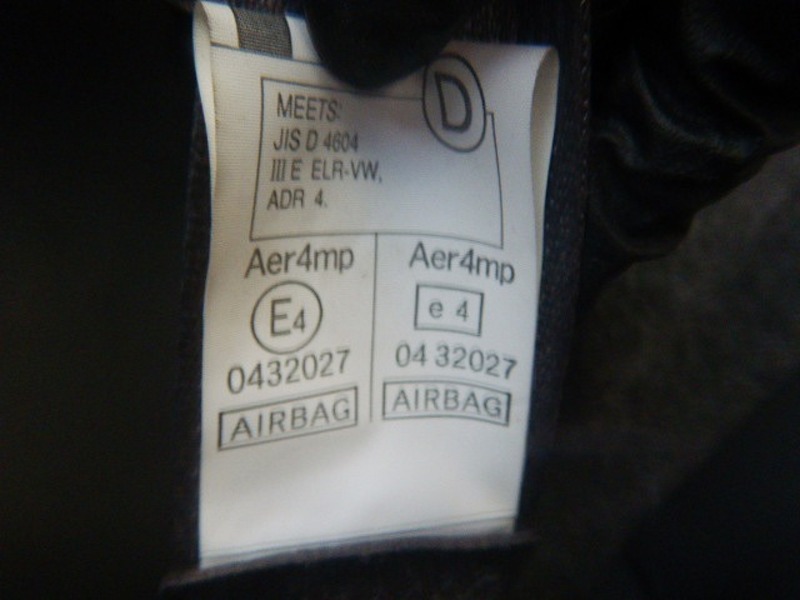 D
MEETS:
JIS D 4604
III E ELR-VW,
ADR 4.
Aer4mp
E4
0432027
AIRBAG
Aer4mp
e 4
04 32027
AIRBAG